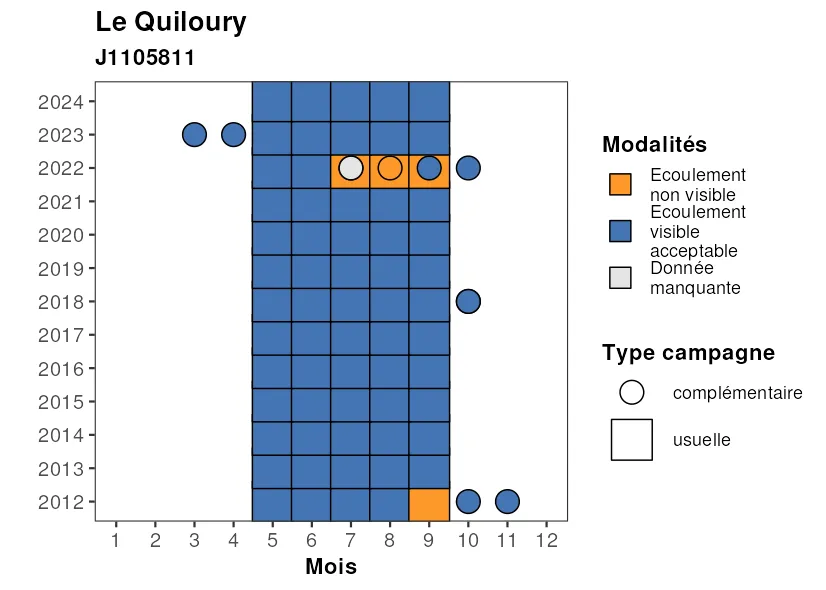 Le Quiloury
J1105811
2024
2023
2022
2021
2020
2019
2018
2017
2016
2015
2014
2013
2012
1 2 3 4 5 6 7 8 9 10 11 12
Mois
Modalités
Ecoulement
non visible
Ecoulement
visible
acceptable
Donnée
manquante
Type campagne
complémentaire
usuelle